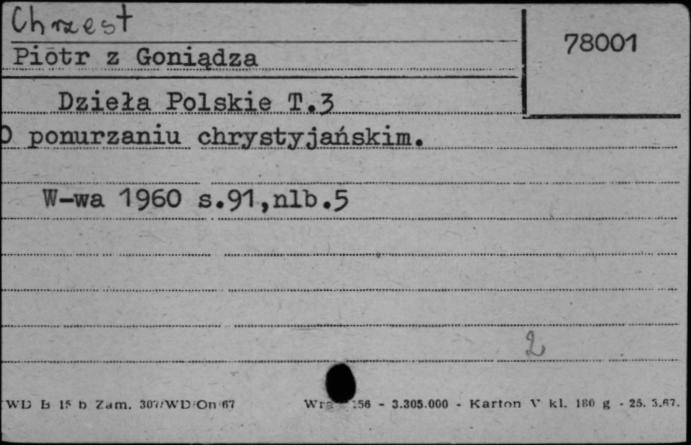 Chrzest
78001
Piotr z Goniądza
Dzieła Polskie T.3
O ponurzaniu chrystyjańskim.
W-wa 1960 s.91,nlb.5
2
WD B 15 b Zam. 307/WD/On/67 - 3.305.000 - Karton V kl. 180 g - 25. 3.67.